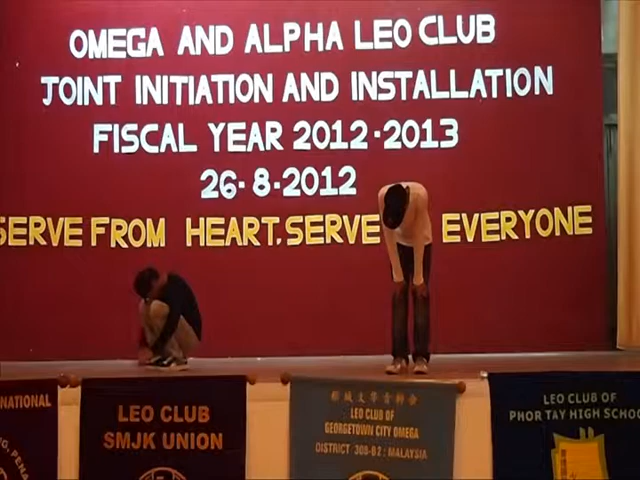 OMEGA AND ALPHA LEO CLUB
JOINT INITIATION AND INSTALLATION
FISCAL YEAR 2012-2013
26-8-2012
SERVE FROM HEART, SERVE EVERYONE
LEO CLUB
SMJK UNION
LEO CLUB OF
GEORGETOWN CITY OMEGA
DISTRICT 308-B2 : MALAYSIA
LEO CLUB OF
PHOR TAY HIGH SCHOOL